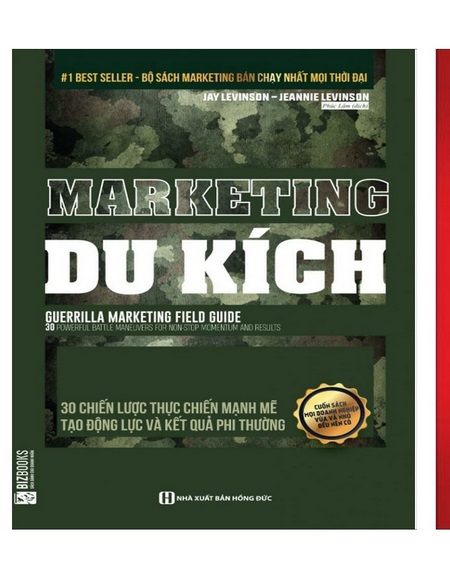 #1 BEST SELLER - BỘ SÁCH MARKETING BÁN CHẠY NHẤT MỌI THỜI ĐẠI
JAY LEVINSON – JEANNIE LEVINSON
Phúc Lâm (dịch)
MARKETING
DU KÍCH
GUERRILLA MARKETING FIELD GUIDE
30 POWERFUL BATTLE MANEUVERS FOR NON-STOP MOMENTUM AND RESULTS
30 CHIẾN LƯỢC THỰC CHIẾN MẠNH MẼ
TẠO ĐỘNG LỰC VÀ KẾT QUẢ PHI THƯỜNG
CUỐN SÁCH
MỌI DOANH NGHIỆP
VỪA VÀ NHỎ
ĐỀU NÊN CÓ
BIZBOOKS
NHÀ XUẤT BẢN HỒNG ĐỨC